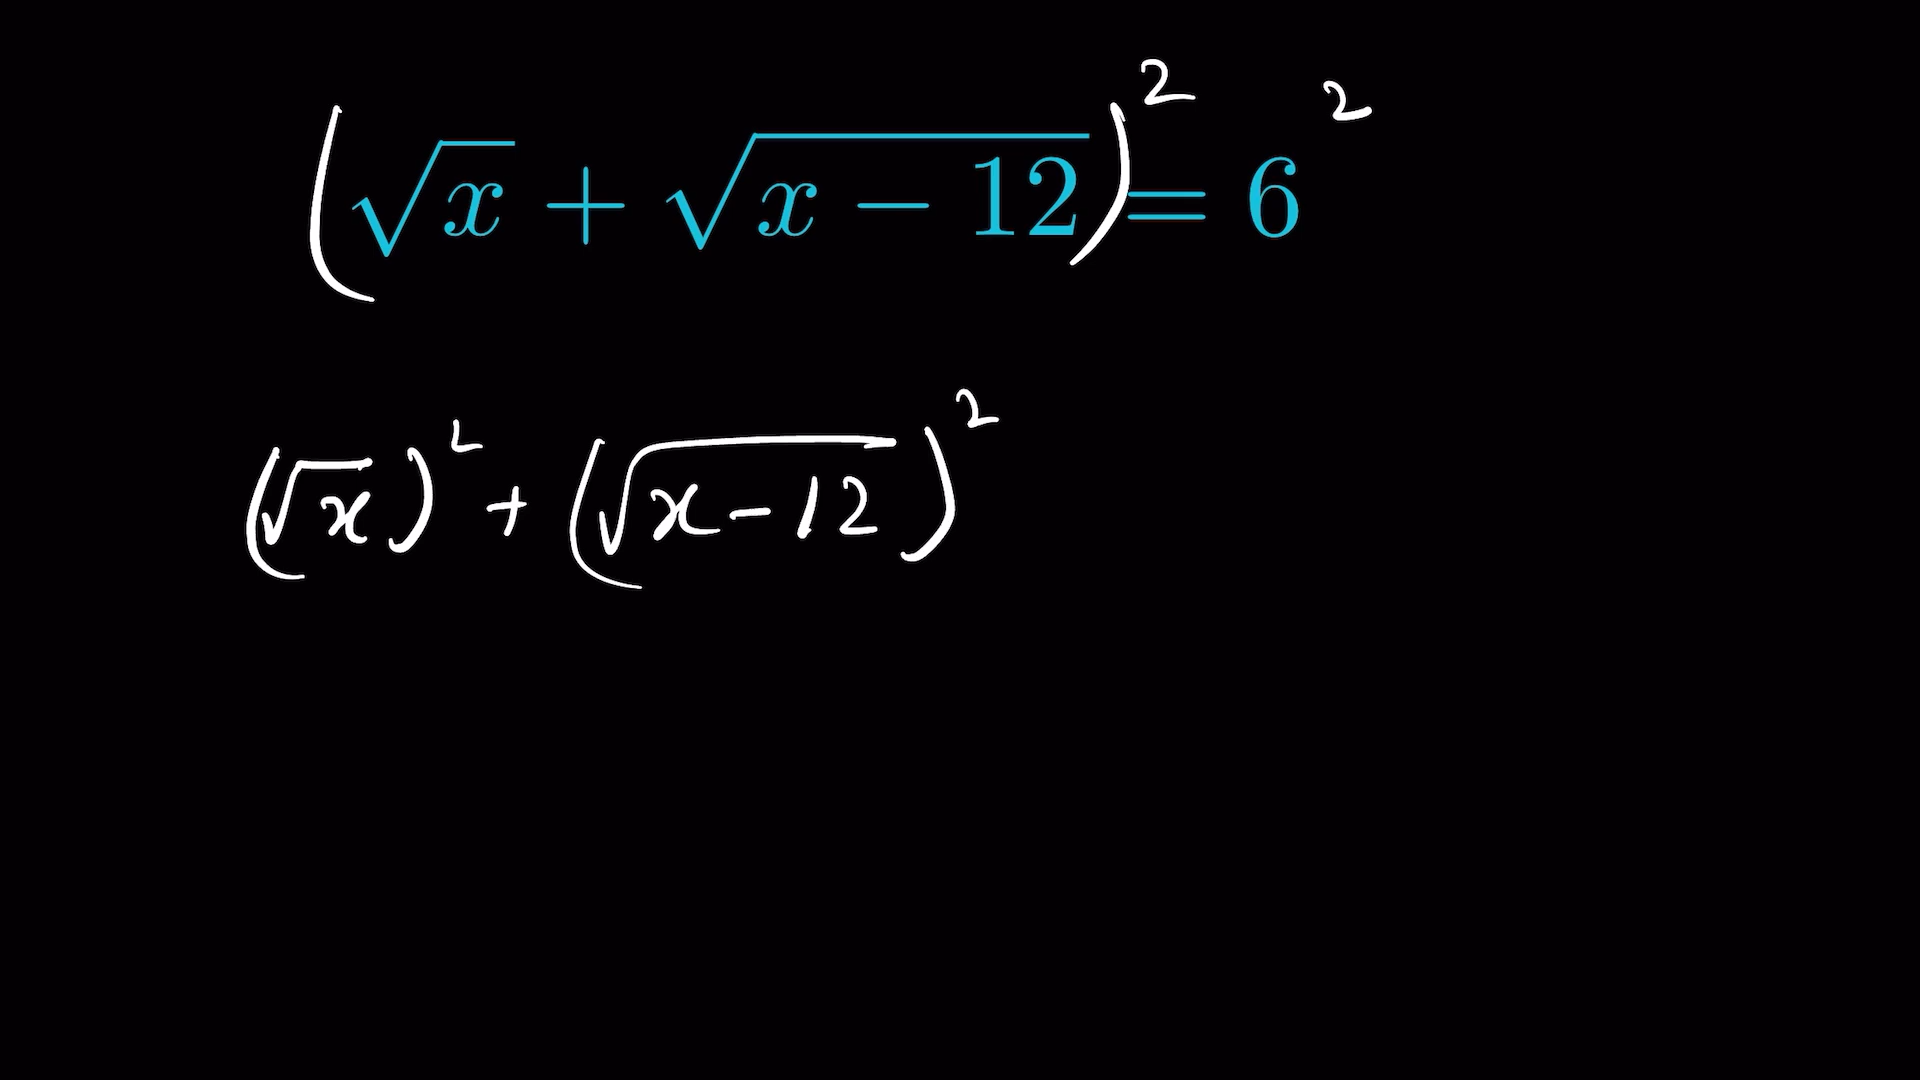 (√x + √(x − 12))² = 6²
(√x)² + (√(x − 12))²